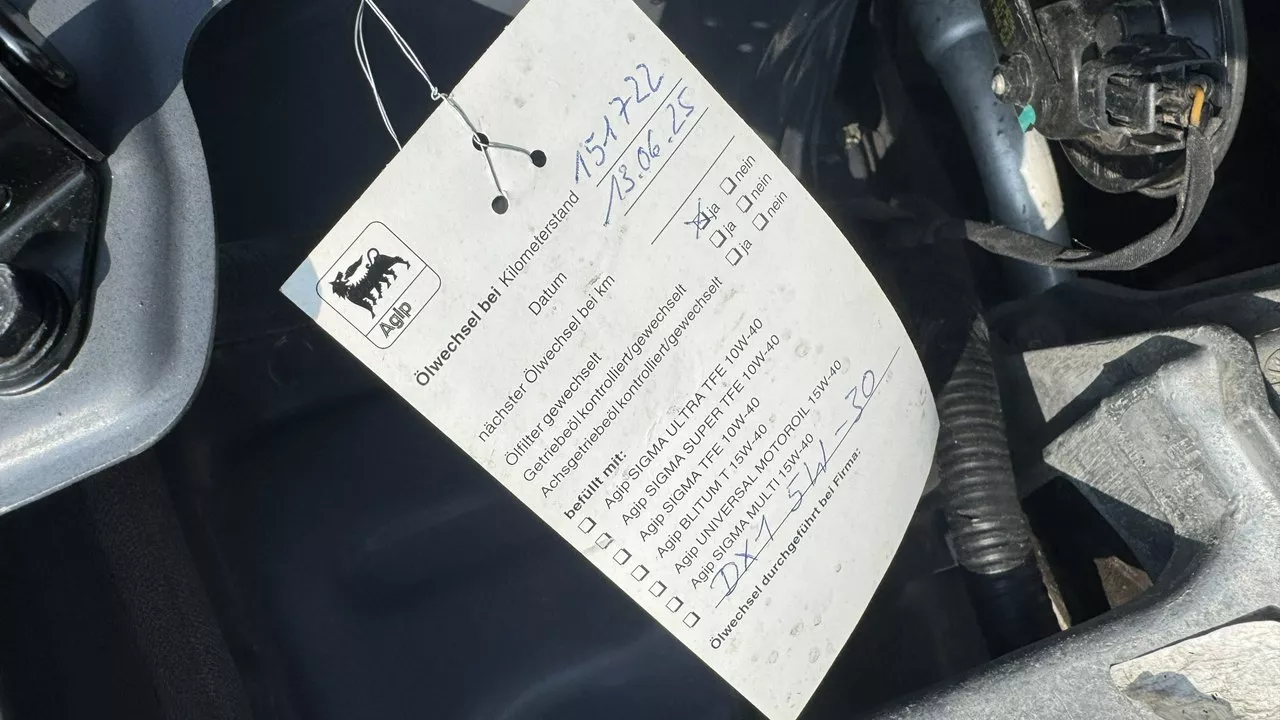 Agip
Ölwechsel bei Kilometerstand 151722
Datum 13.06.25
nächster Ölwechsel bei km
Ölfilter gewechselt ja nein
Getriebeöl kontrolliert/gewechselt ja nein
Achsgetriebeöl kontrolliert/gewechselt ja nein
befüllt mit:
Agip SIGMA ULTRA TFE 10W-40
Agip SIGMA SUPER TFE 10W-40
Agip SIGMA TFE 10W-40
Agip BLITUM T 15W-40
Agip UNIVERSAL MOTOROIL 15W-40
Agip SIGMA MULTI 15W-40
DX1 5W-30
Ölwechsel durchgeführt bei Firma: